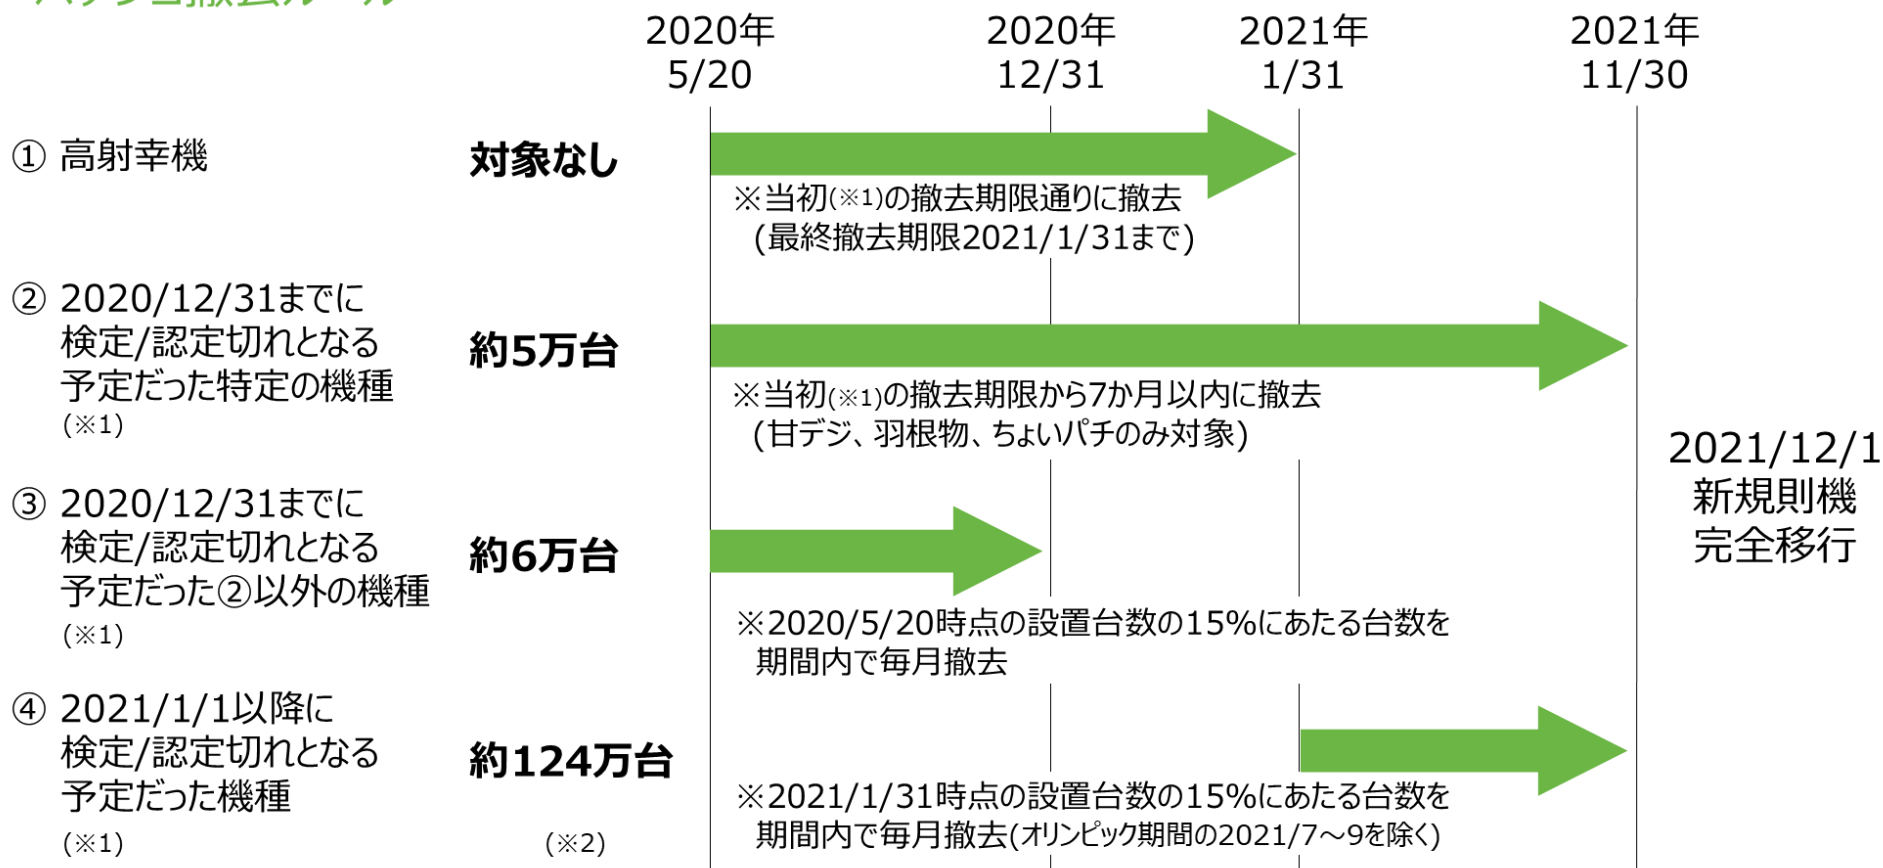 パチンコ撤去ルール
2020年
5/20
2020年
12/31
2021年
1/31
2021年
11/30
① 高射幸機
対象なし
※当初(※1)の撤去期限通りに撤去
(最終撤去期限2021/1/31まで)
② 2020/12/31までに
検定/認定切れとなる
予定だった特定の機種
(※1)
約5万台
※当初(※1)の撤去期限から7か月以内に撤去
(甘デジ、羽根物、ちょいパチのみ対象)
③ 2020/12/31までに
検定/認定切れとなる
予定だった②以外の機種
(※1)
約6万台
※2020/5/20時点の設置台数の15%にあたる台数を
期間内で毎月撤去
④ 2021/1/1以降に
検定/認定切れとなる
予定だった機種
(※1)
約124万台
(※2)
※2021/1/31時点の設置台数の15%にあたる台数を
期間内で毎月撤去(オリンピック期間の2021/7～9を除く)
2021/12/1
新規則機
完全移行